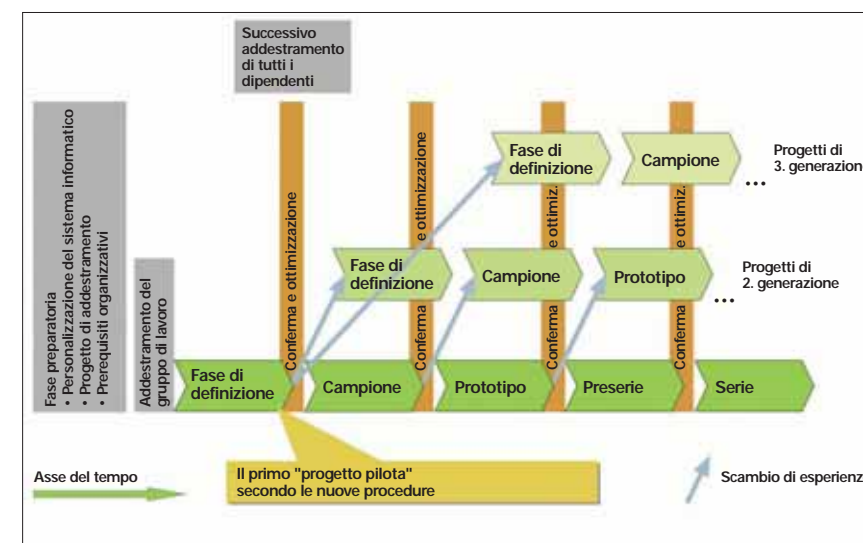 Successivo
addestramento
di tutti i
dipendenti
Fase preparatoria
• Personalizzazione del sistema informatico
• Progetto di addestramento
• Prerequisiti organizzativi
Addestramento del
gruppo di lavoro
Conferma e ottimizzazione
Conferma e ottimizzazione
Conferma e ottimiz.
Conferma e ottimiz.
Fase di
definizione
Campione
...
Progetti di
3. generazion
Fase di
definizione
Campione
Prototipo
...
Progetti di
2. generazione
Fase di
definizione
Campione
Prototipo
Preserie
Serie
Asse del tempo
Il primo "progetto pilota"
secondo le nuove procedure
Scambio di esperienz